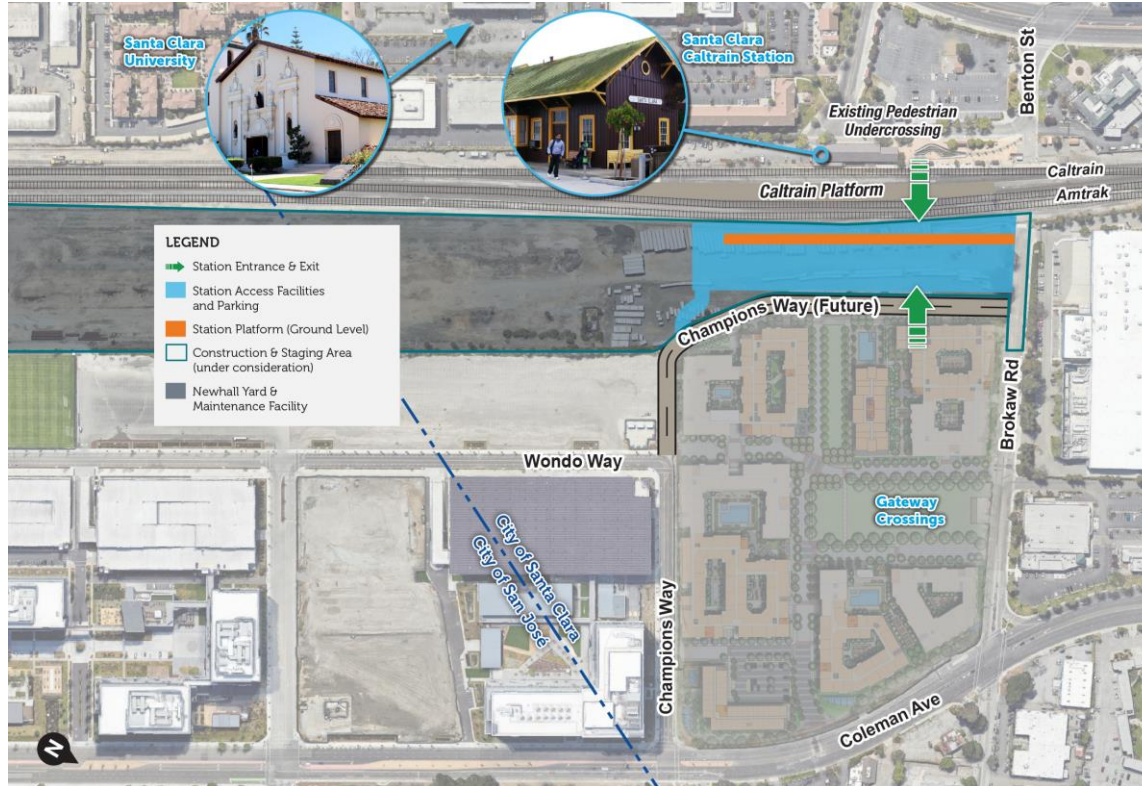 Santa Clara
University
Santa Clara
Caltrain Station
SANTA CLARA
Existing Pedestrian
Undercrossing
Benton St
Caltrain
Caltrain Platform
Amtrak
LEGEND
Station Entrance & Exit
Station Access Facilities
and Parking
Station Platform (Ground Level)
Construction & Staging Area
(under consideration)
Newhall Yard &
Maintenance Facility
Champions Way (Future)
Brokaw Rd
Wondo Way
Gateway
Crossings
City of Santa Clara
City of San José
Champions Way
Coleman Ave
N